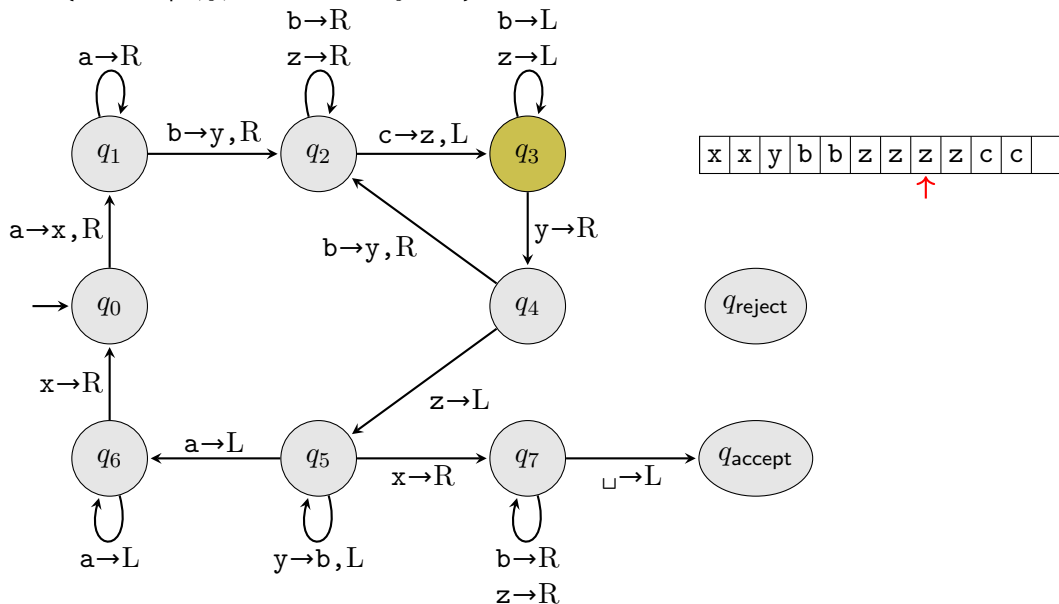 b→R
b→L
a→R
z→R
z→L
q1
b→y,R
q2
c→z,L
q3
x x y b b z z z z c c
↑
a→x,R
b→y,R
y→R
q0
q4
qreject
x→R
z→L
q6
a→L
q5
x→R
q7
␣→L
qaccept
a→L
y→b,L
b→R
z→R